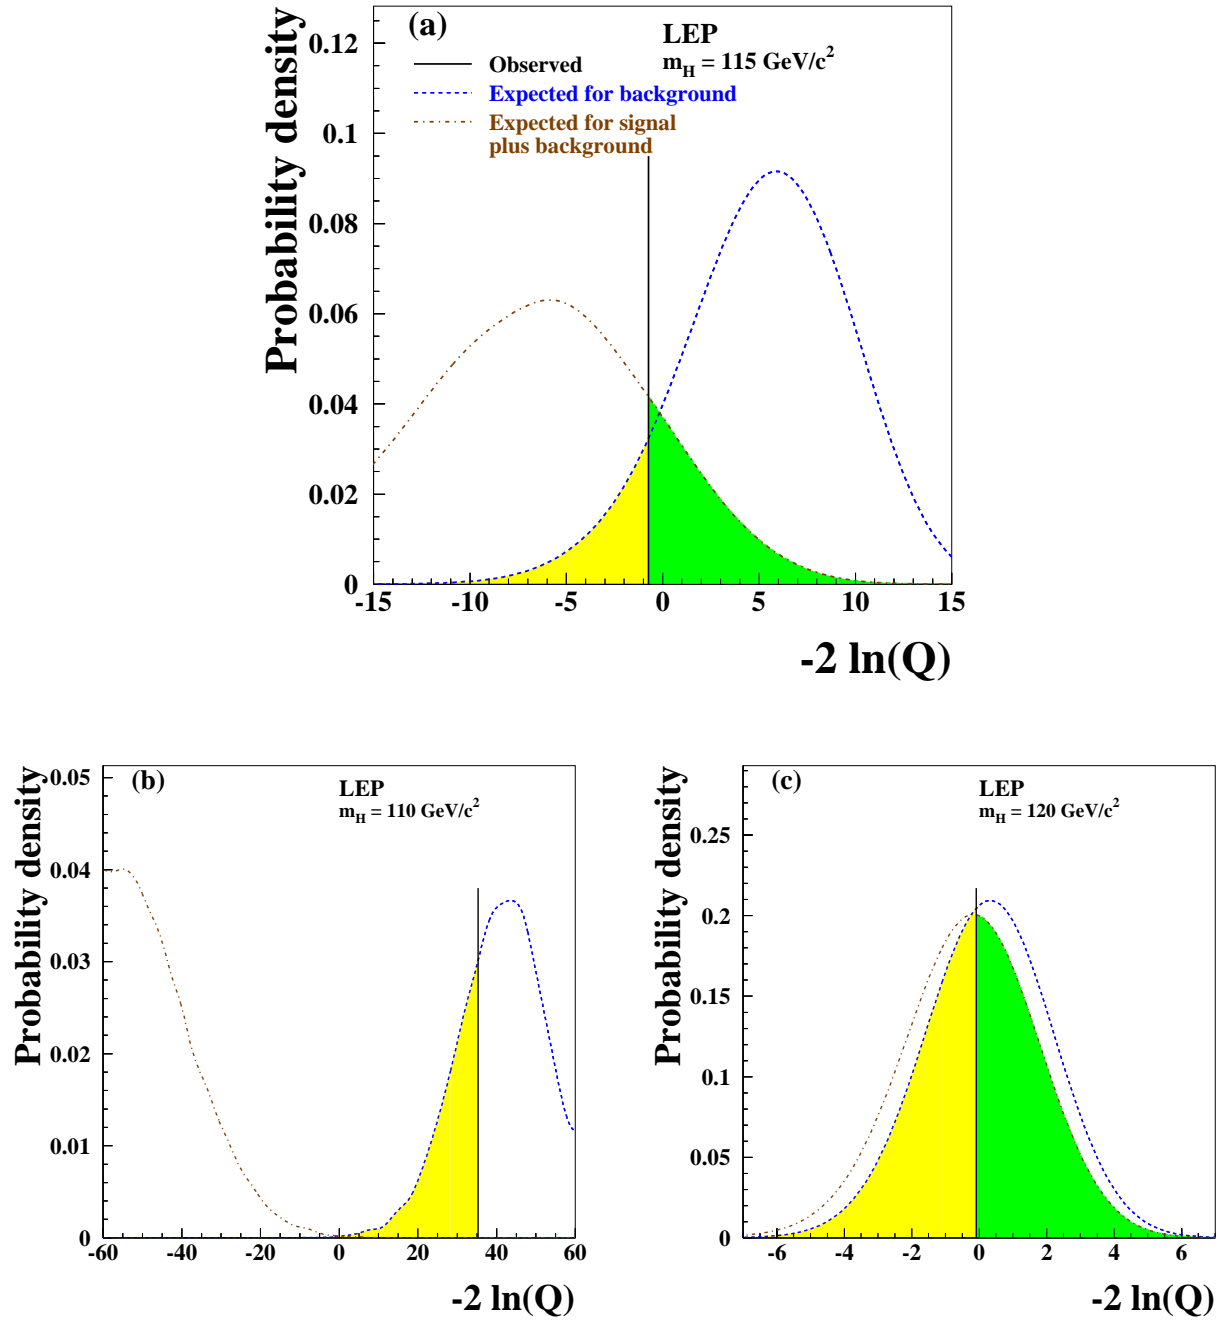 (a)
LEP
m_H = 115 GeV/c²
Observed
Expected for background
Expected for signal
plus background
Probability density
0.12
0.1
0.08
0.06
0.04
0.02
0
-15 -10 -5 0 5 10 15
-2 ln(Q)
(b)
LEP
m_H = 110 GeV/c²
Probability density
0.05
0.04
0.03
0.02
0.01
0
-60 -40 -20 0 20 40 60
-2 ln(Q)
(c)
LEP
m_H = 120 GeV/c²
Probability density
0.25
0.2
0.15
0.1
0.05
0
-6 -4 -2 0 2 4 6
-2 ln(Q)